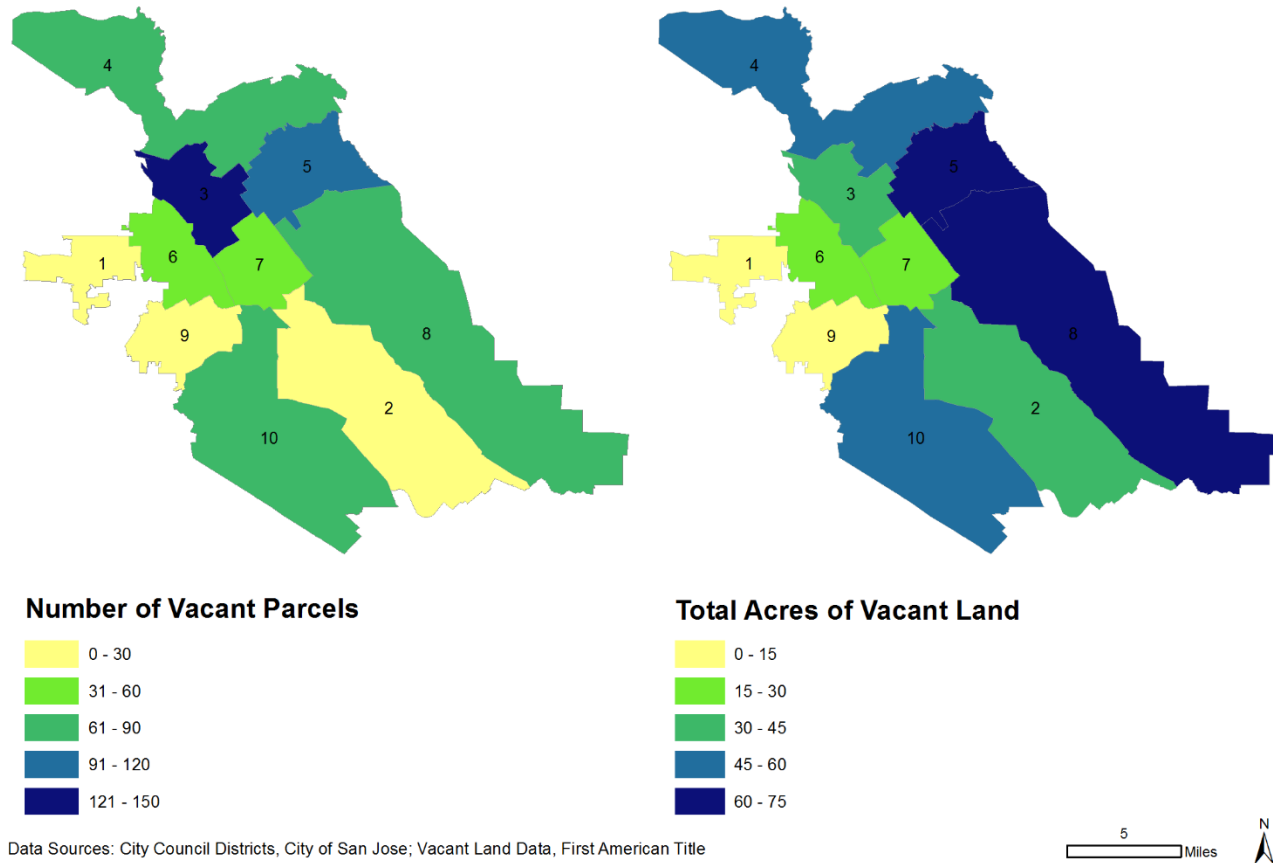 4
5
3
1
6
7
9
8
2
10
4
5
3
1
6
7
9
8
2
10
Number of Vacant Parcels
0 - 30
31 - 60
61 - 90
91 - 120
121 - 150
Total Acres of Vacant Land
0 - 15
15 - 30
30 - 45
45 - 60
60 - 75
Data Sources: City Council Districts, City of San Jose; Vacant Land Data, First American Title
5
Miles
N